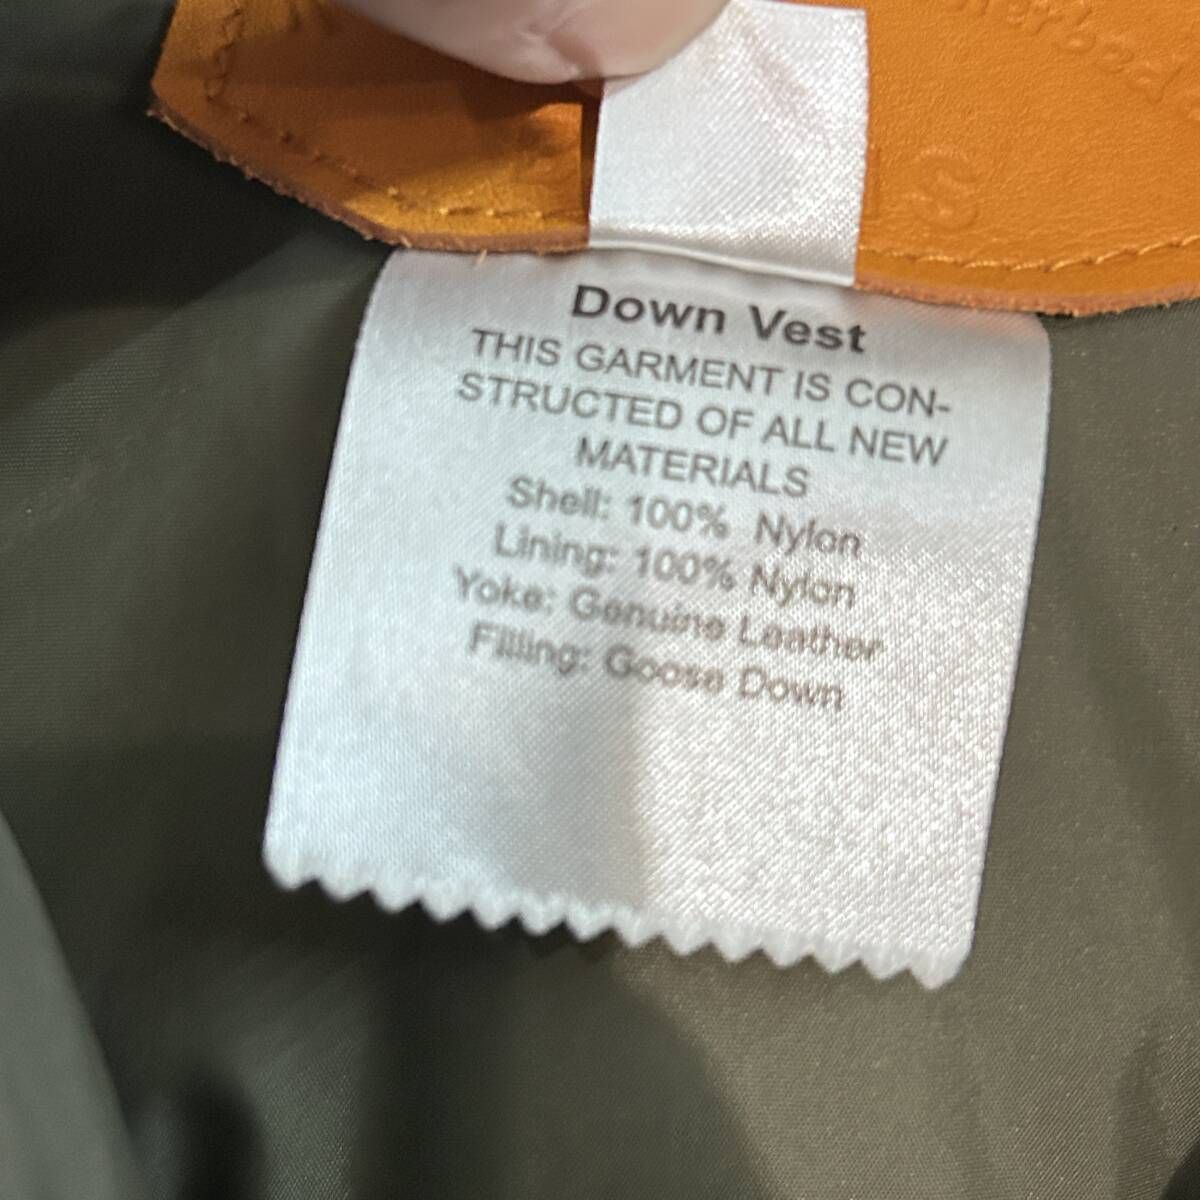 Down Vest
THIS GARMENT IS CON-
STRUCTED OF ALL NEW
MATERIALS
Shell: 100% Nylon
Lining: 100% Nylon
Yoke: Genuine Leather
Filling: Goose Down